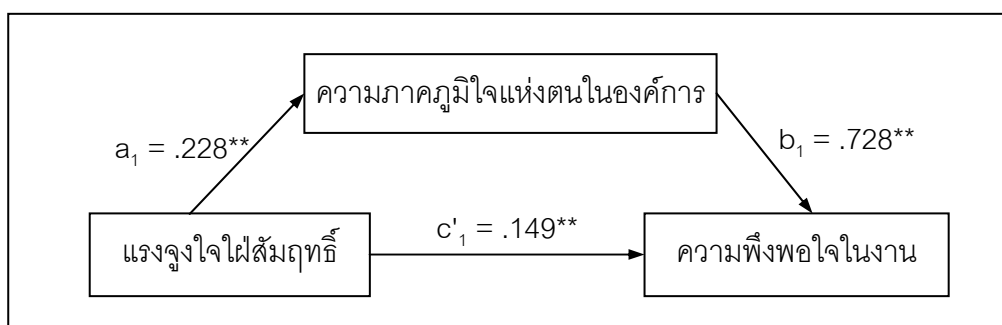 ความภาคภูมิใจแห่งตนในองค์การ
a₁ = .228**
b₁ = .728**
แรงจูงใจใฝ่สัมฤทธิ์
c'₁ = .149**
ความพึงพอใจในงาน